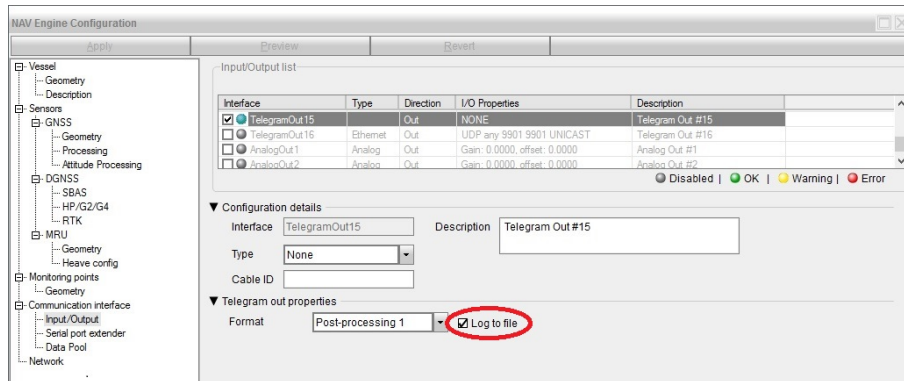 NAV Engine Configuration
Apply Preview Revert
Vessel
Geometry
Description
Sensors
GNSS
Geometry
Processing
Attitude Processing
DGNSS
SBAS
HP/G2/G4
RTK
MRU
Geometry
Heave config
Monitoring points
Geometry
Communication interface
Input/Output
Serial port extender
Data Pool
Network
Input/Output list
Interface Type Direction I/O Properties Description
TelegramOut15 Out NONE Telegram Out #15
TelegramOut16 Ethernet Out UDP any 9901 9901 UNICAST Telegram Out #16
AnalogOut1 Analog Out Gain: 0.0000, offset: 0.0000 Analog Out #1
AnalogOut2 Analog Out Gain: 0.0000, offset: 0.0000 Analog Out #2
Disabled | OK | Warning | Error
Configuration details
Interface TelegramOut15 Description Telegram Out #15
Type None
Cable ID
Telegram out properties
Format Post-processing 1 Log to file